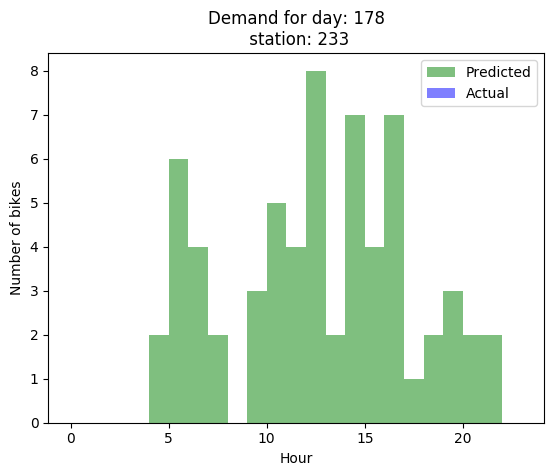 Demand for day: 178
station: 233
Predicted
Actual
Number of bikes
8
7
6
5
4
3
2
1
0
0 5 10 15 20
Hour